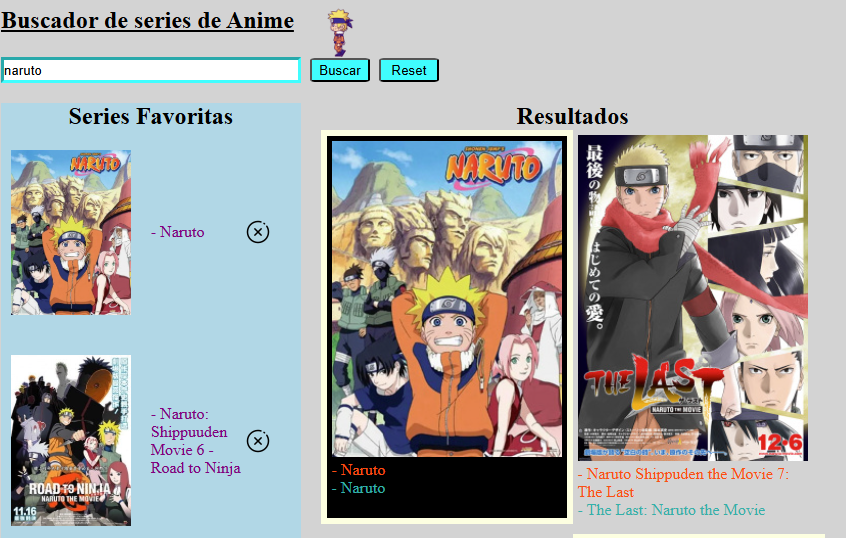 Buscador de series de Anime
naruto
Buscar
Reset
Series Favoritas
NARUTO
- Naruto
ROAD TO NINJA
NARUTO THE MOVIE
11.16
- Naruto:
Shippuuden
Movie 6 -
Road to Ninja
Resultados
NARUTO
- Naruto
- Naruto
最後の物語
はじめての愛。
THE LAST
NARUTO THE MOVIE
12・6
- Naruto Shippuden the Movie 7:
The Last
- The Last: Naruto the Movie